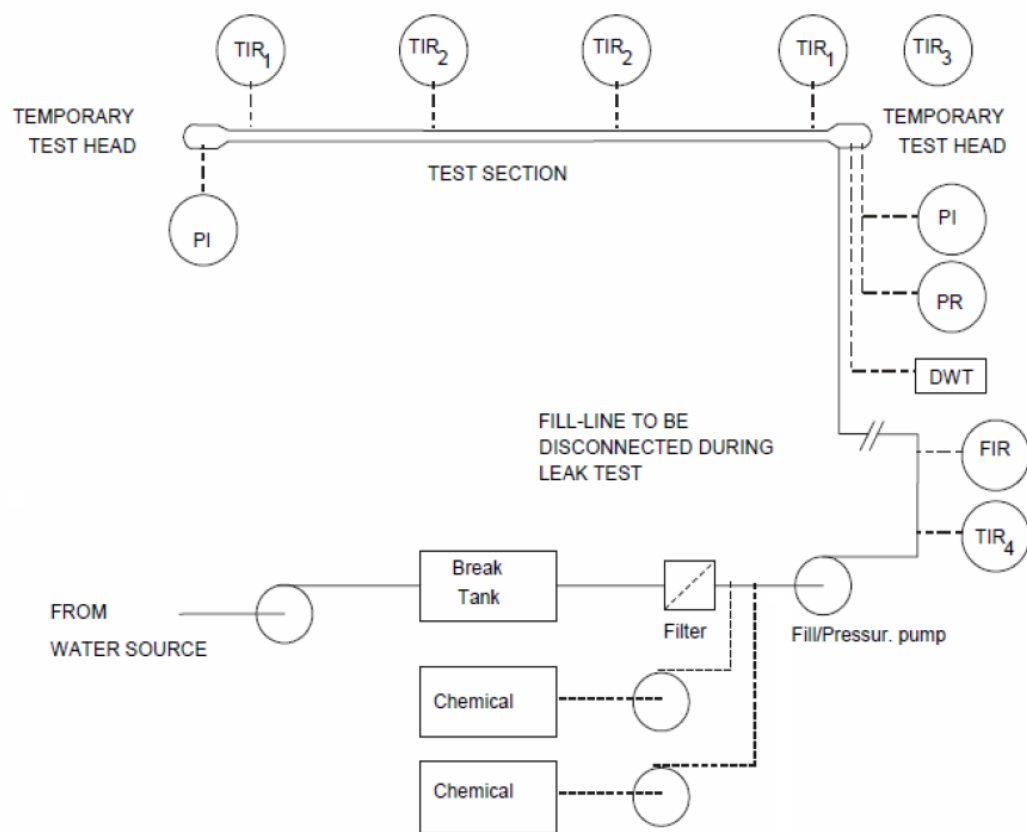 TIR1
TIR2
TIR2
TIR1
TIR3
TEMPORARY
TEST HEAD
TEMPORARY
TEST HEAD
TEST SECTION
PI
PI
PR
DWT
FILL-LINE TO BE
DISCONNECTED DURING
LEAK TEST
FIR
TIR4
Break
Tank
FROM
WATER SOURCE
Filter
Fill/Pressur. pump
Chemical
Chemical